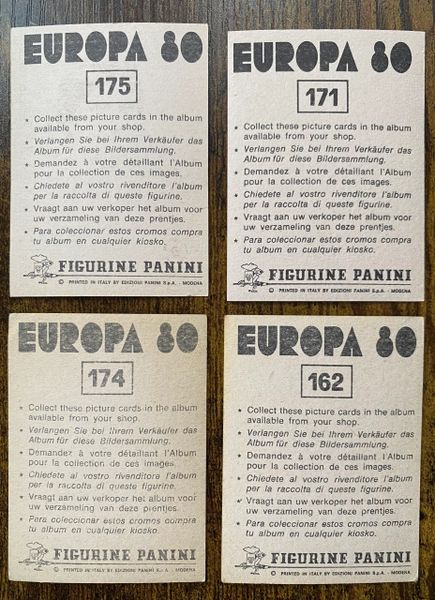 EUROPA 80
175
★ Collect these picture cards in the album
available from your shop.
★ Verlangen Sie bei Ihrem Verkäufer das
Album für diese Bildersammlung.
★ Demandez à votre détaillant l'Album
pour la collection de ces images.
★ Chiedete al vostro rivenditore l'album
per la raccolta di queste figurine.
★ Vraagt aan uw verkoper het album voor
uw verzameling van deze prentjes.
★ Para coleccionar estos cromos compra
tu album en cualquier kiosko.
FIGURINE PANINI
© PRINTED IN ITALY BY EDIZIONI PANINI S.p.A. - MODENA
EUROPA 80
171
★ Collect these picture cards in the album
available from your shop.
★ Verlangen Sie bei Ihrem Verkäufer das
Album für diese Bildersammlung.
★ Demandez à votre détaillant l'Album
pour la collection de ces images.
★ Chiedete al vostro rivenditore l'album
per la raccolta di queste figurine.
★ Vraagt aan uw verkoper het album voor
uw verzameling van deze prentjes.
★ Para coleccionar estos cromos compra
tu album en cualquier kiosko.
FIGURINE PANINI
© PRINTED IN ITALY BY EDIZIONI PANINI S.p.A. - MODENA
EUROPA 80
174
★ Collect these picture cards in the album
available from your shop.
★ Verlangen Sie bei Ihrem Verkäufer das
Album für diese Bildersammlung.
★ Demandez à votre détaillant l'Album
pour la collection de ces images.
★ Chiedete al vostro rivenditore l'album
per la raccolta di queste figurine.
★ Vraagt aan uw verkoper het album voor
uw verzameling van deze prentjes.
★ Para coleccionar estos cromos compra
tu album en cualquier kiosko.
FIGURINE PANINI
© PRINTED IN ITALY BY EDIZIONI PANINI S.p.A. - MODENA
EUROPA 80
162
★ Collect these picture cards in the album
available from your shop.
★ Verlangen Sie bei Ihrem Verkäufer das
Album für diese Bildersammlung.
★ Demandez à votre détaillant l'Album
pour la collection de ces images.
★ Chiedete al vostro rivenditore l'album
per la raccolta di queste figurine.
★ Vraagt aan uw verkoper het album voor
uw verzameling van deze prentjes.
★ Para coleccionar estos cromos compra
tu album en cualquier kiosko.
FIGURINE PANINI
© PRINTED IN ITALY BY EDIZIONI PANINI S.p.A. - MODENA